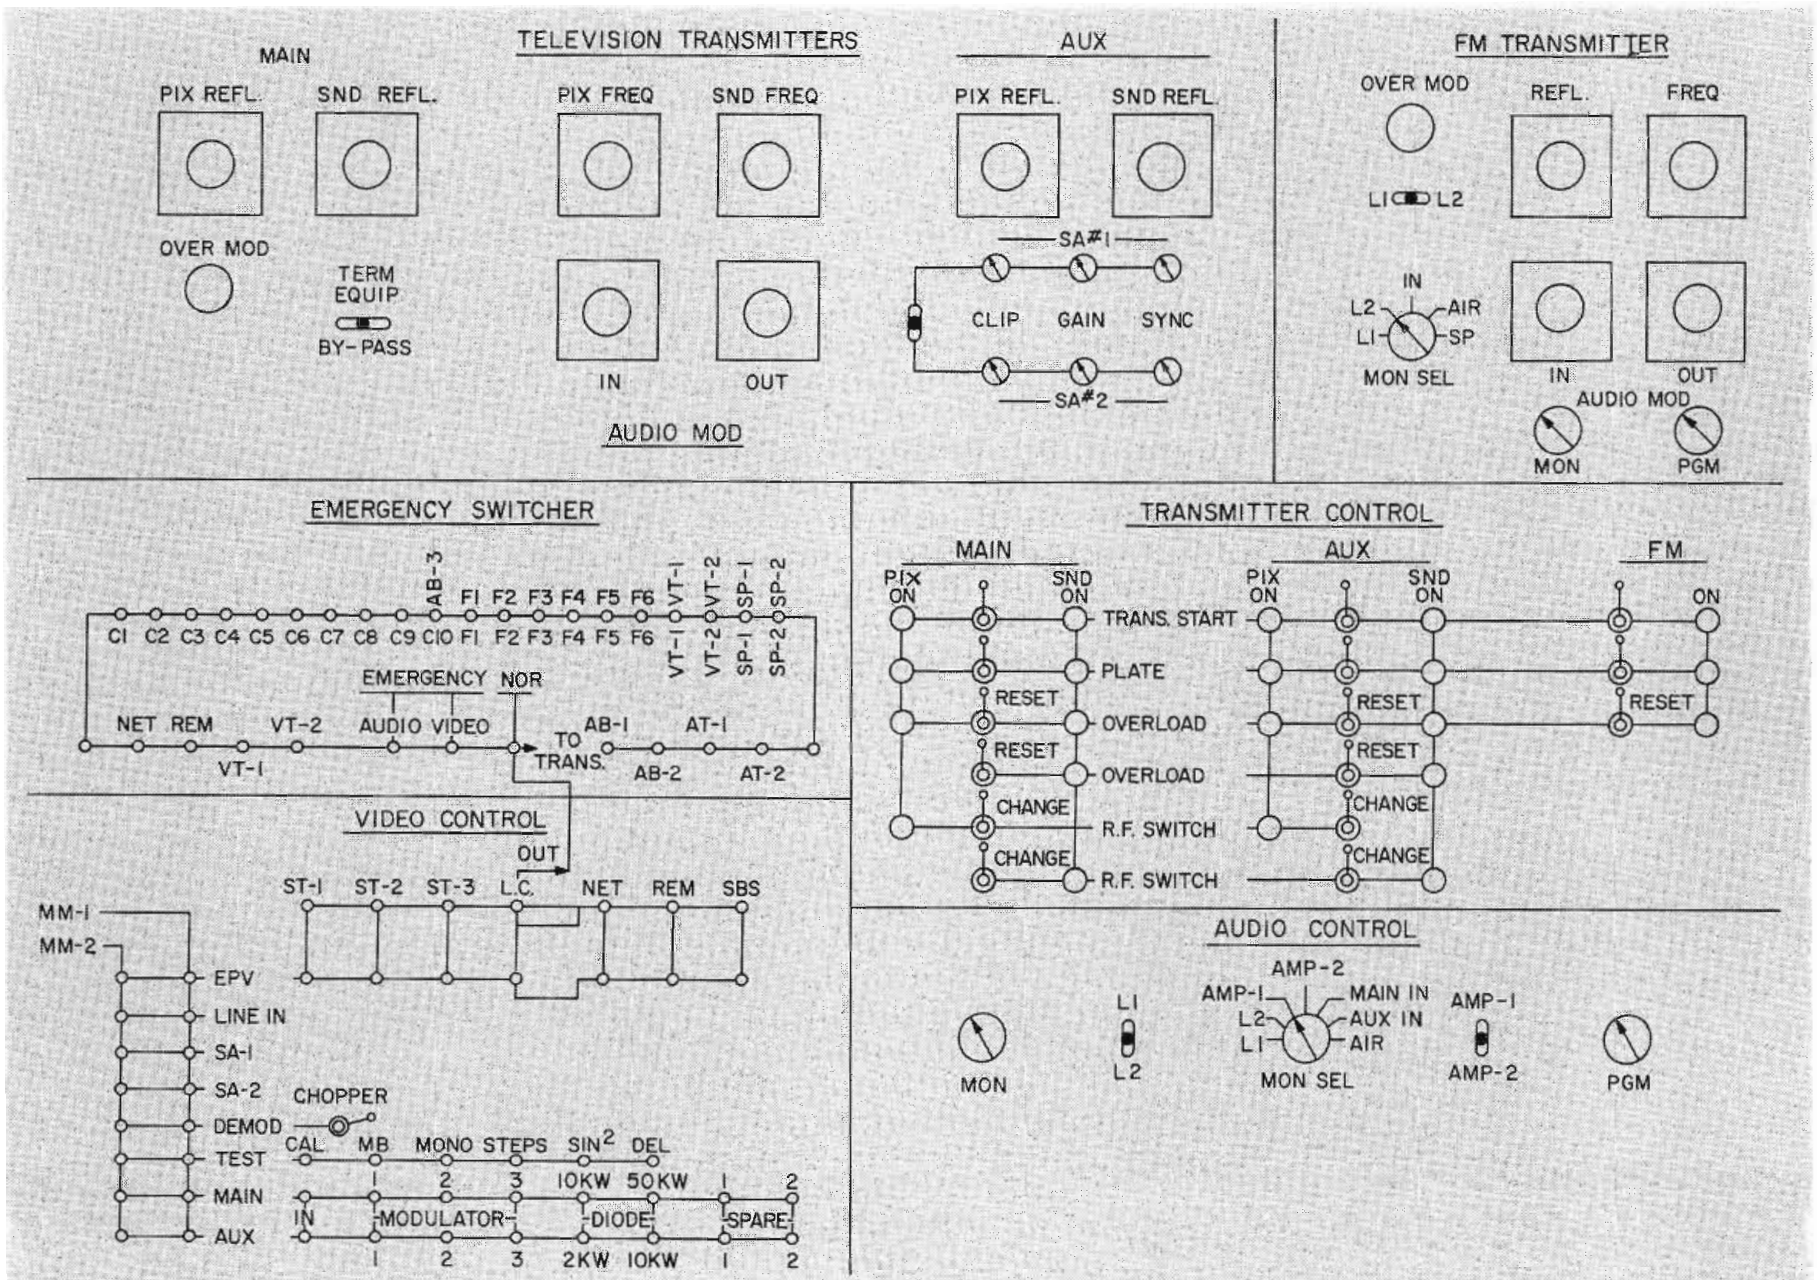 TELEVISION TRANSMITTERS
MAIN
PIX REFL.
SND REFL.
PIX FREQ
SND FREQ
OVER MOD
TERM
EQUIP
BY-PASS
IN
OUT
AUDIO MOD
AUX
PIX REFL.
SND REFL.
SA#1
CLIP
GAIN
SYNC
SA#2
FM TRANSMITTER
OVER MOD
REFL.
FREQ
L1
L2
IN
L2
AIR
L1
SP
MON SEL
IN
OUT
AUDIO MOD
MON
PGM
EMERGENCY SWITCHER
AB-3 F1 F2 F3 F4 F5 F6 VT-1 VT-2 SP-1 SP-2
C1 C2 C3 C4 C5 C6 C7 C8 C9 C10 F1 F2 F3 F4 F5 F6 VT-1 VT-2 SP-1 SP-2
EMERGENCY NOR
NET REM VT-2 AUDIO VIDEO
VT-1
TO
TRANS.
AB-1 AT-1
AB-2 AT-2
TRANSMITTER CONTROL
MAIN
AUX
FM
PIX
ON
SND
ON
PIX
ON
SND
ON
ON
TRANS. START
PLATE
RESET
RESET
RESET
OVERLOAD
RESET
RESET
OVERLOAD
CHANGE
CHANGE
R.F. SWITCH
CHANGE
CHANGE
R.F. SWITCH
VIDEO CONTROL
OUT
ST-1 ST-2 ST-3 L.C. NET REM SBS
MM-1
MM-2
EPV
LINE IN
SA-1
SA-2
CHOPPER
DEMOD
CAL MB MONO STEPS SIN2 DEL
TEST
1 2 3 10KW 50KW 1 2
MAIN
IN MODULATOR DIODE SPARE
AUX
1 2 3 2KW 10KW 1 2
AUDIO CONTROL
MON
L1
L2
AMP-2
AMP-1
MAIN IN
L2
AUX IN
L1
AIR
MON SEL
AMP-1
AMP-2
PGM